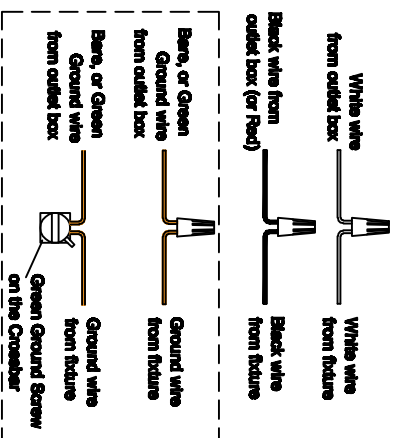 White wire
from outlet box
White wire
from fixture
Black wire from
outlet box (or Red)
Black wire
from fixture
Bare, or Green
Ground wire
from outlet box
Ground wire
from fixture
Bare, or Green
Ground wire
from outlet box
Ground wire
from fixture
Green Ground Screw
on the Crossbar